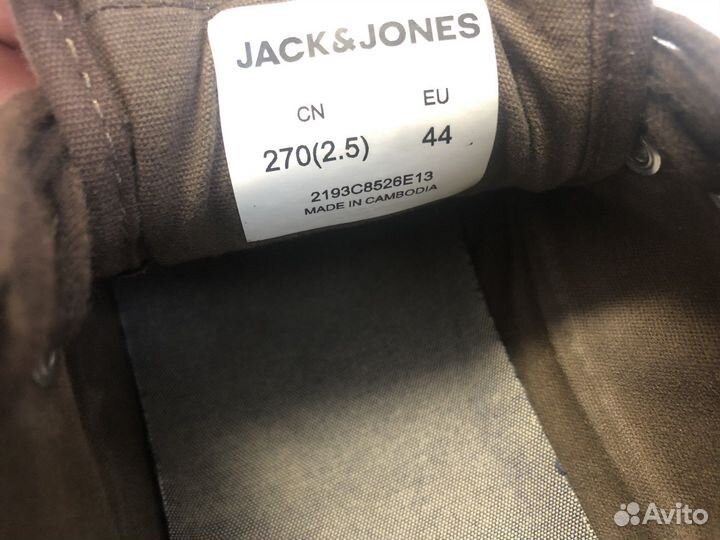 JACK&JONES
CN EU
270(2.5) 44
2193C8526E13
MADE IN CAMBODIA
Avito